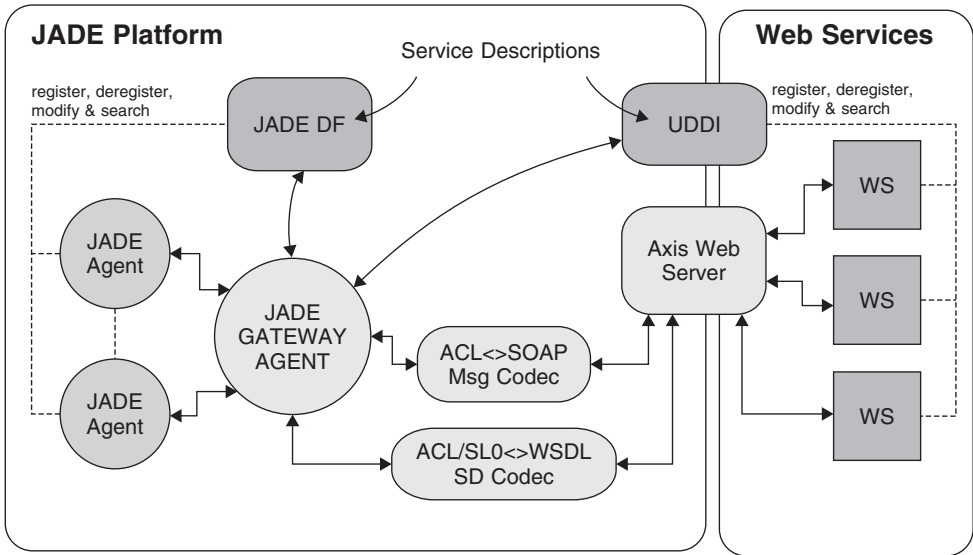 JADE Platform
Web Services
Service Descriptions
register, deregister,
modify & search
JADE DF
UDDI
register, deregister,
modify & search
WS
JADE
Agent
Axis Web
Server
WS
JADE
GATEWAY
AGENT
ACL<>SOAP
Msg Codec
JADE
Agent
WS
ACL/SL0<>WSDL
SD Codec